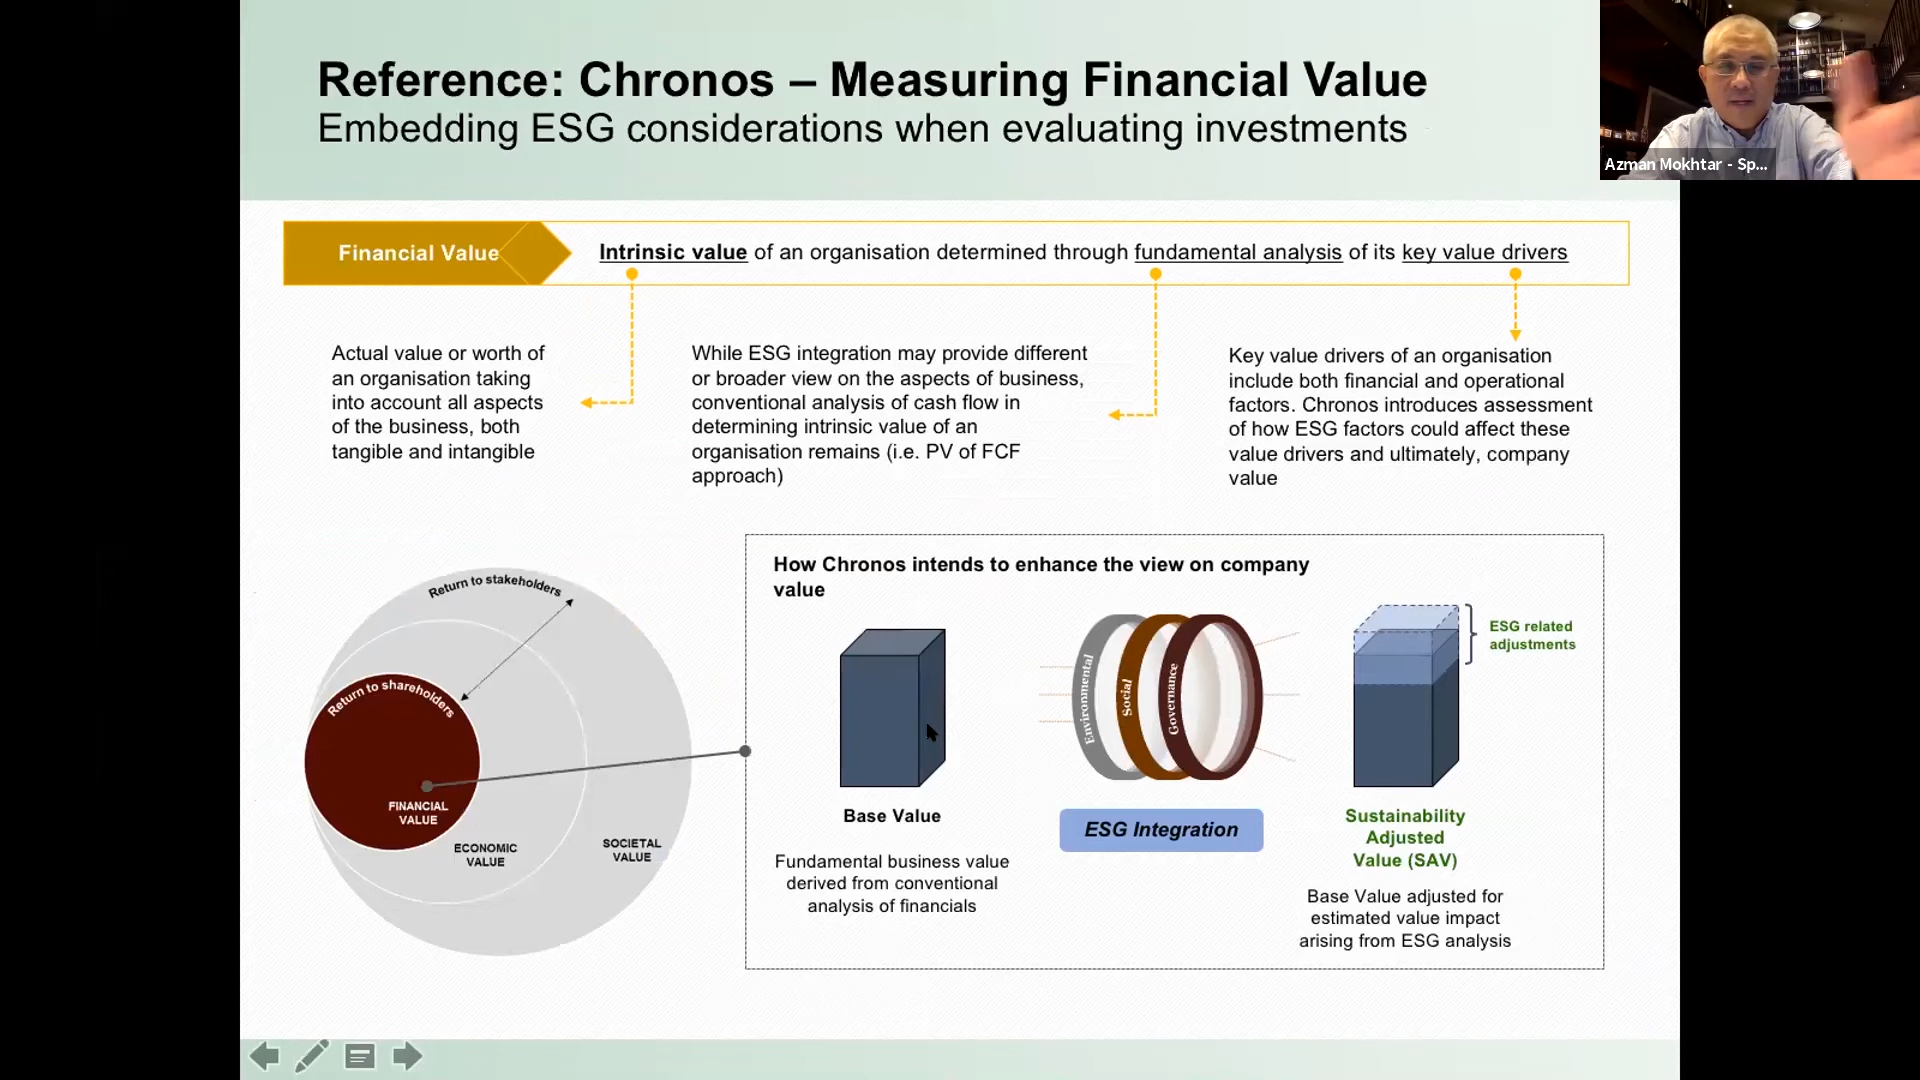 Reference: Chronos – Measuring Financial Value
Embedding ESG considerations when evaluating investments
Azman Mokhtar - Sp...
Financial Value
Intrinsic value of an organisation determined through fundamental analysis of its key value drivers
Actual value or worth of
an organisation taking
into account all aspects
of the business, both
tangible and intangible
While ESG integration may provide different
or broader view on the aspects of business,
conventional analysis of cash flow in
determining intrinsic value of an
organisation remains (i.e. PV of FCF
approach)
Key value drivers of an organisation
include both financial and operational
factors. Chronos introduces assessment
of how ESG factors could affect these
value drivers and ultimately, company
value
Return to stakeholders
Return to shareholders
FINANCIAL
VALUE
ECONOMIC
VALUE
SOCIETAL
VALUE
How Chronos intends to enhance the view on company
value
Base Value
Fundamental business value
derived from conventional
analysis of financials
Environmental
Social
Governance
ESG Integration
ESG related
adjustments
Sustainability
Adjusted
Value (SAV)
Base Value adjusted for
estimated value impact
arising from ESG analysis